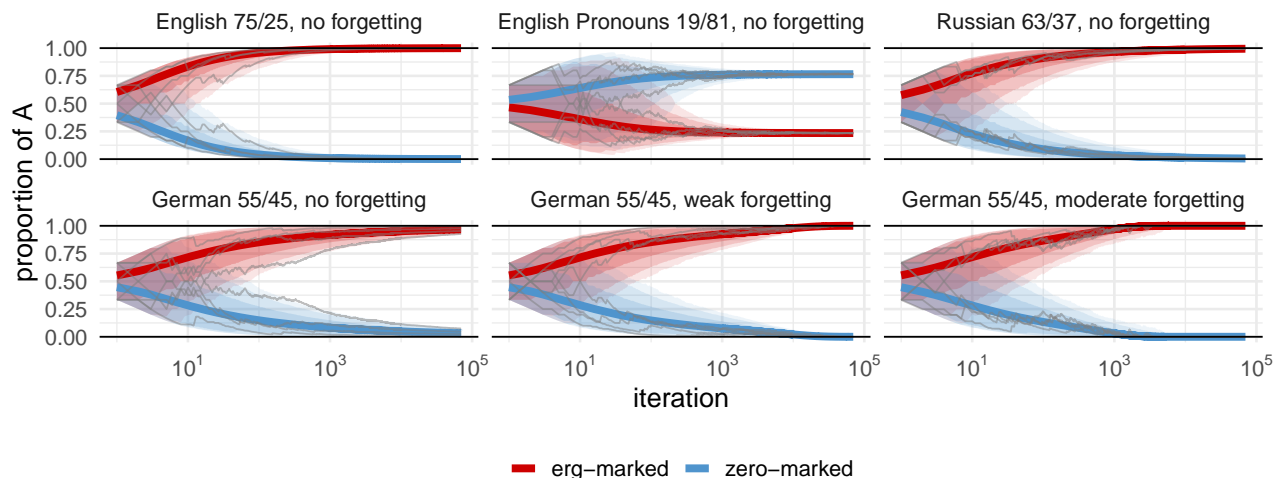 English 75/25, no forgetting
English Pronouns 19/81, no forgetting
Russian 63/37, no forgetting
1.00
0.75
0.50
0.25
0.00
German 55/45, no forgetting
German 55/45, weak forgetting
German 55/45, moderate forgetting
1.00
0.75
0.50
0.25
0.00
proportion of A
10¹ 10³ 10⁵ 10¹ 10³ 10⁵ 10¹ 10³ 10⁵
iteration
erg−marked zero−marked